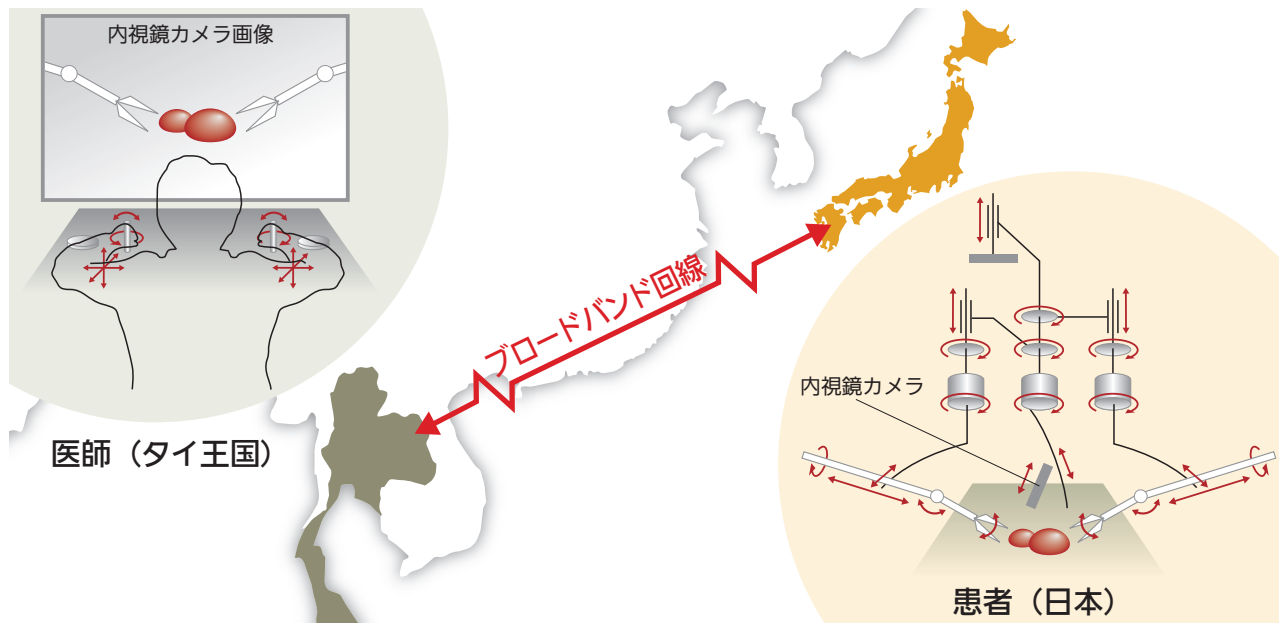 内視鏡カメラ画像
ブロードバンド回線
内視鏡カメラ
医師（タイ王国）
患者（日本）